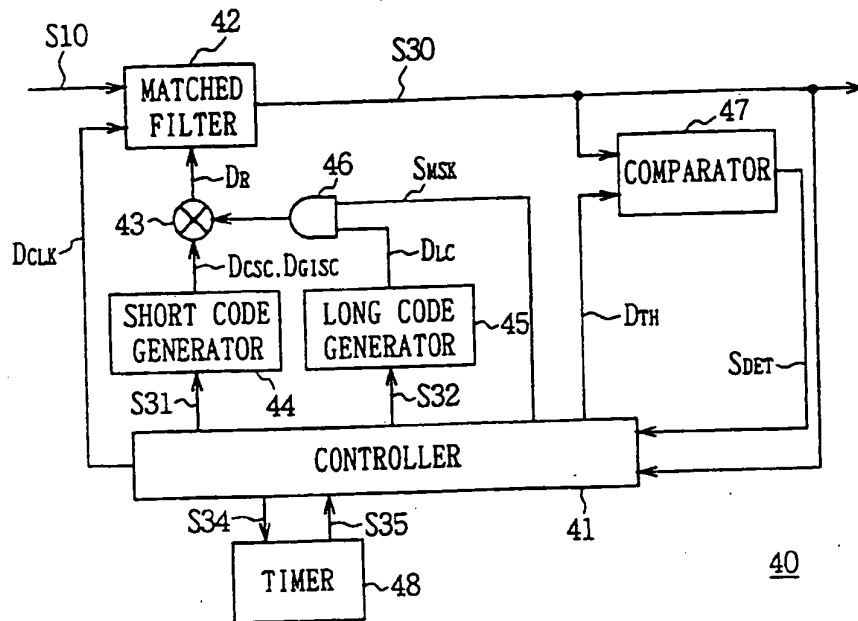 S10
42
MATCHED
FILTER
S30
47
COMPARATOR
DR
46
SMSK
43
DCLK
DCSC.DG1SC
DLC
SHORT CODE
GENERATOR
LONG CODE
GENERATOR
45
DTH
SDET
S31
44
S32
CONTROLLER
41
S34
S35
TIMER
48
40